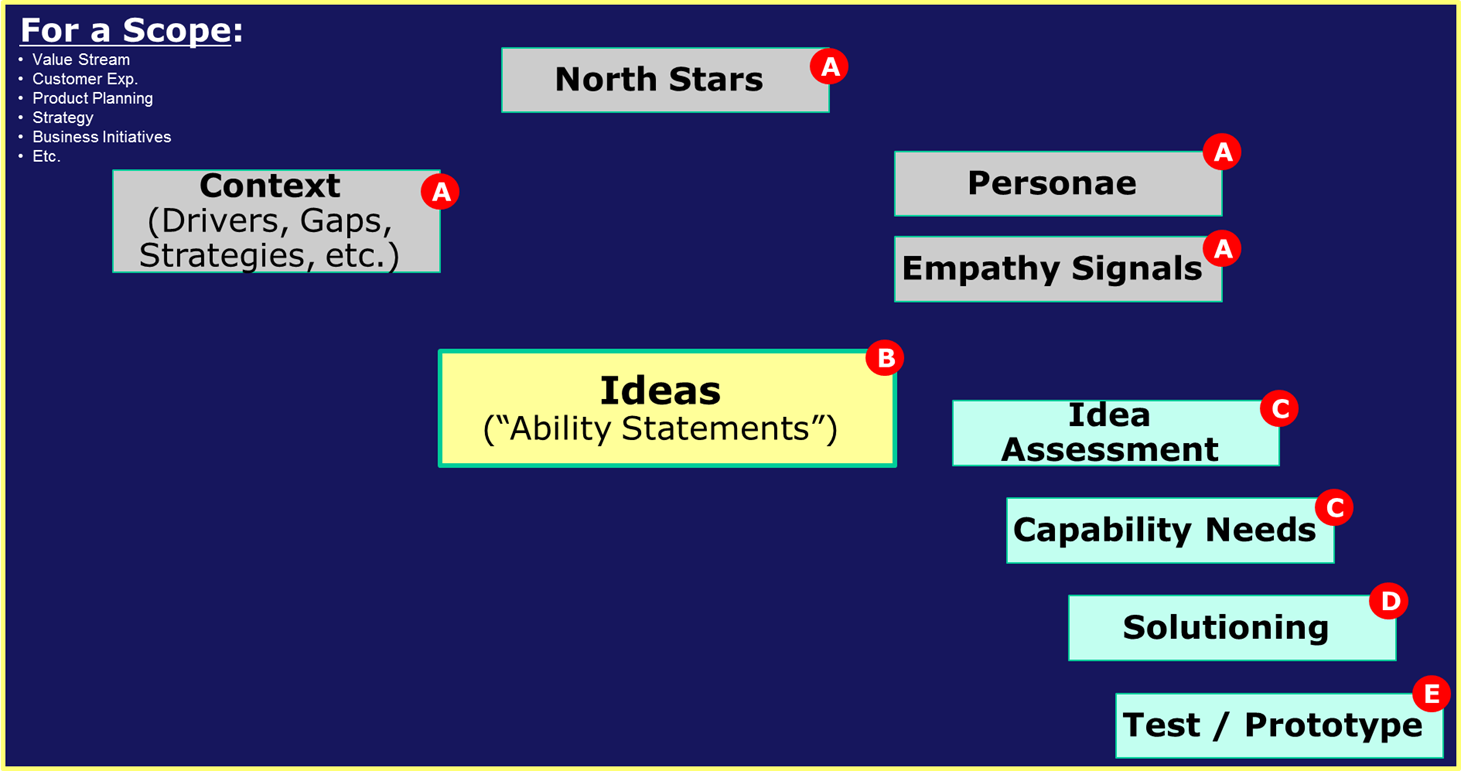 For a Scope:
• Value Stream
• Customer Exp.
• Product Planning
• Strategy
• Business Initiatives
• Etc.
North Stars
A
Context
(Drivers, Gaps,
Strategies, etc.)
A
Personae
A
Empathy Signals
A
Ideas
(“Ability Statements”)
B
Idea
Assessment
C
Capability Needs
C
Solutioning
D
Test / Prototype
E